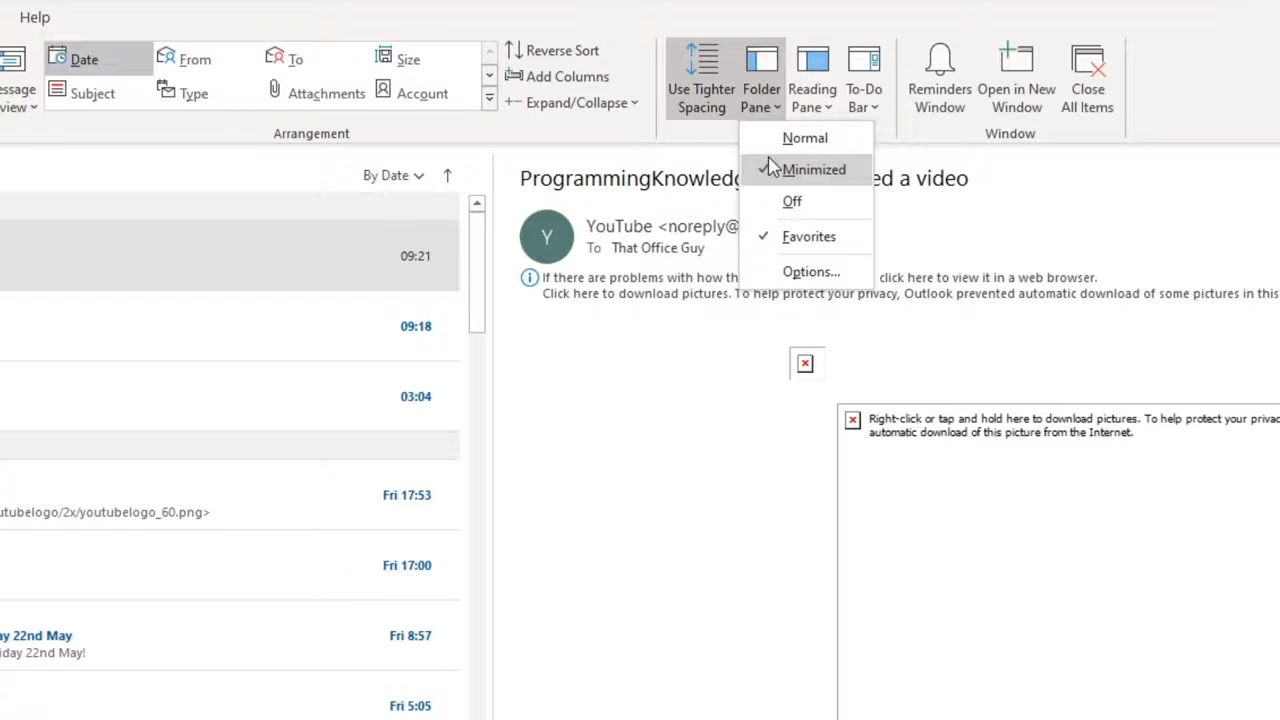 Help
Date
From
To
Size
Subject
Type
Attachments
Account
Reverse Sort
Add Columns
Expand/Collapse
Arrangement
Use Tighter
Spacing
Folder
Pane
Reading
Pane
To-Do
Bar
Reminders
Window
Open in New
Window
Close
All Items
Window
Normal
Minimized
Off
Favorites
Options...
By Date
ProgrammingKnowledg
ed a video
Y
YouTube <noreply@
To That Office Guy
If there are problems with how th
click here to view it in a web browser.
Click here to download pictures. To help protect your privacy, Outlook prevented automatic download of some pictures in this
Right-click or tap and hold here to download pictures. To help protect your privac
automatic download of this picture from the Internet.
09:21
09:18
03:04
Fri 17:53
utubelogo/2x/youtubelogo_60.png>
Fri 17:00
ay 22nd May
Fri 8:57
iday 22nd May!
Fri 5:05